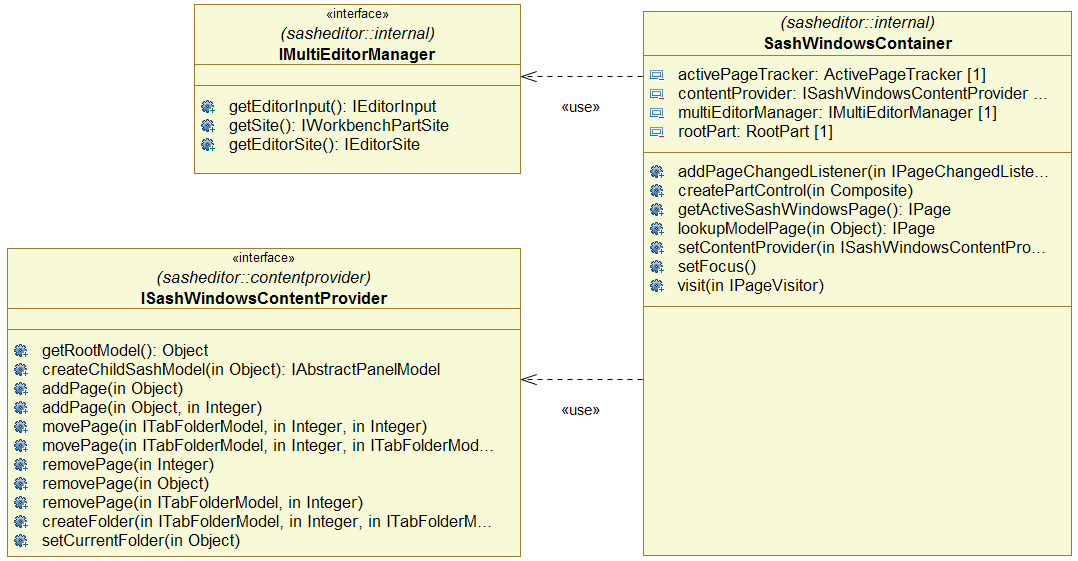 «interface»
(sasheditor::internal)
IMultiEditorManager
getEditorInput(): IEditorInput
getSite(): IWorkbenchPartSite
getEditorSite(): IEditorSite
«use»
(sasheditor::internal)
SashWindowsContainer
activePageTracker: ActivePageTracker [1]
contentProvider: ISashWindowsContentProvider ...
multiEditorManager: IMultiEditorManager [1]
rootPart: RootPart [1]
addPageChangedListener(in IPageChangedListe...
createPartControl(in Composite)
getActiveSashWindowsPage(): IPage
lookupModelPage(in Object): IPage
setContentProvider(in ISashWindowsContentPro...
setFocus()
visit(in IPageVisitor)
«interface»
(sasheditor::contentprovider)
ISashWindowsContentProvider
getRootModel(): Object
createChildSashModel(in Object): IAbstractPanelModel
addPage(in Object)
addPage(in Object, in Integer)
movePage(in ITabFolderModel, in Integer, in Integer)
movePage(in ITabFolderModel, in Integer, in ITabFolderMod...
removePage(in Integer)
removePage(in Object)
removePage(in ITabFolderModel, in Integer)
createFolder(in ITabFolderModel, in Integer, in ITabFolderM...
setCurrentFolder(in Object)
«use»